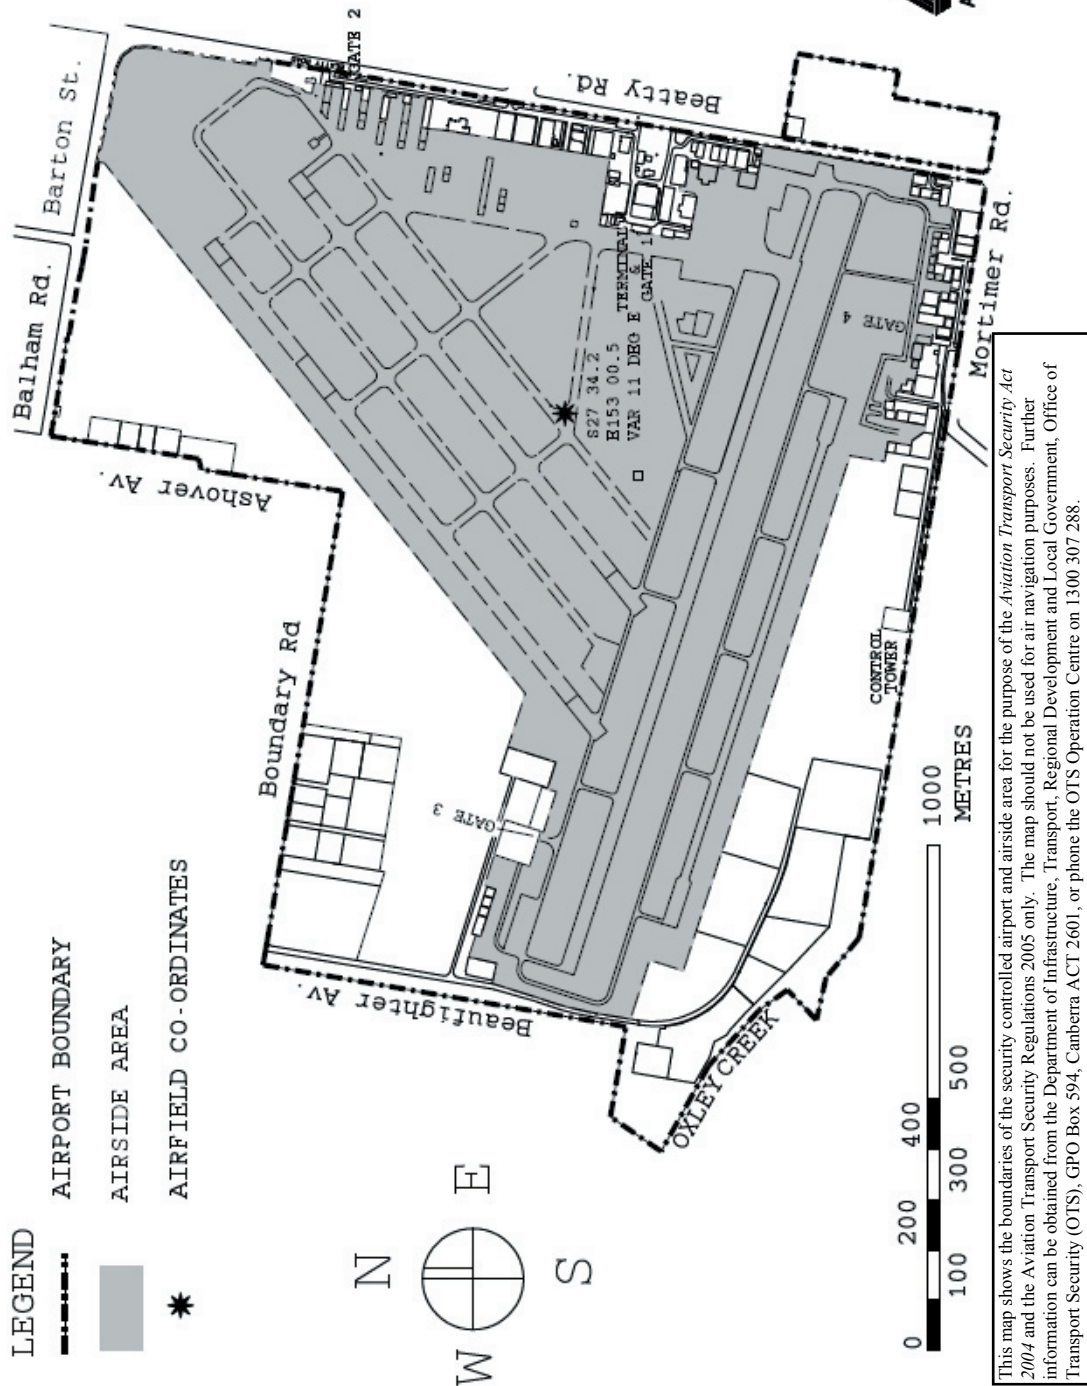 LEGEND
AIRPORT BOUNDARY
AIRSIDE AREA
AIRFIELD CO-ORDINATES
N
W
E
S
Balham Rd.
Barton St.
Ashover Av.
Boundary Rd
Beaufighter Av.
GATE 2
Beatty Rd.
GATE 3
S27 34.2
E153 00.5
VAR 11 DEG E
TERMINAL
&
GATE 1
GATE 4
Mortimer Rd.
CONTROL
TOWER
OXLEY CREEK
0 200 400 1000
100 300 500 METRES
This map shows the boundaries of the security controlled airport and airside area for the purpose of the Aviation Transport Security Act
2004 and the Aviation Transport Security Regulations 2005 only. The map should not be used for air navigation purposes. Further
information can be obtained from the Department of Infrastructure, Transport, Regional Development and Local Government, Office of
Transport Security (OTS), GPO Box 594, Canberra ACT 2601, or phone the OTS Operation Centre on 1300 307 288.